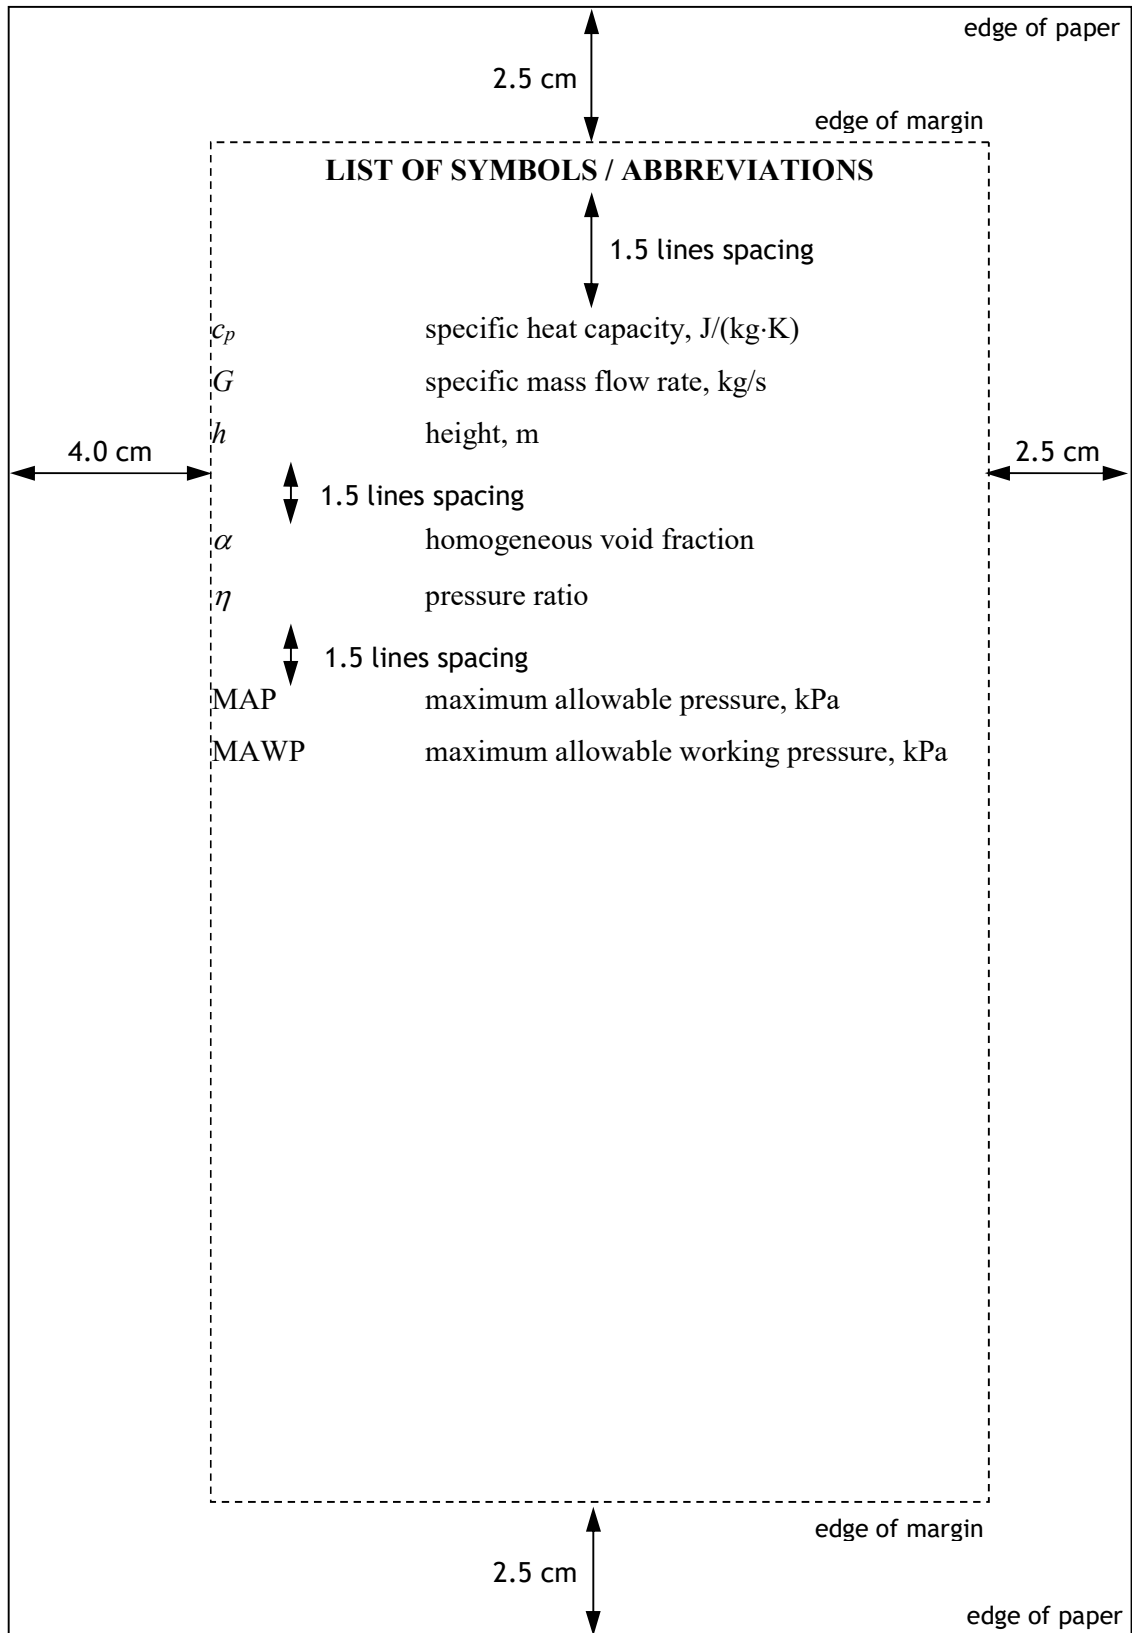 edge of paper
2.5 cm
edge of margin
LIST OF SYMBOLS / ABBREVIATIONS
1.5 lines spacing
cp specific heat capacity, J/(kg·K)
G specific mass flow rate, kg/s
h height, m
4.0 cm 2.5 cm
1.5 lines spacing
α homogeneous void fraction
η pressure ratio
1.5 lines spacing
MAP maximum allowable pressure, kPa
MAWP maximum allowable working pressure, kPa
edge of margin
2.5 cm
edge of paper